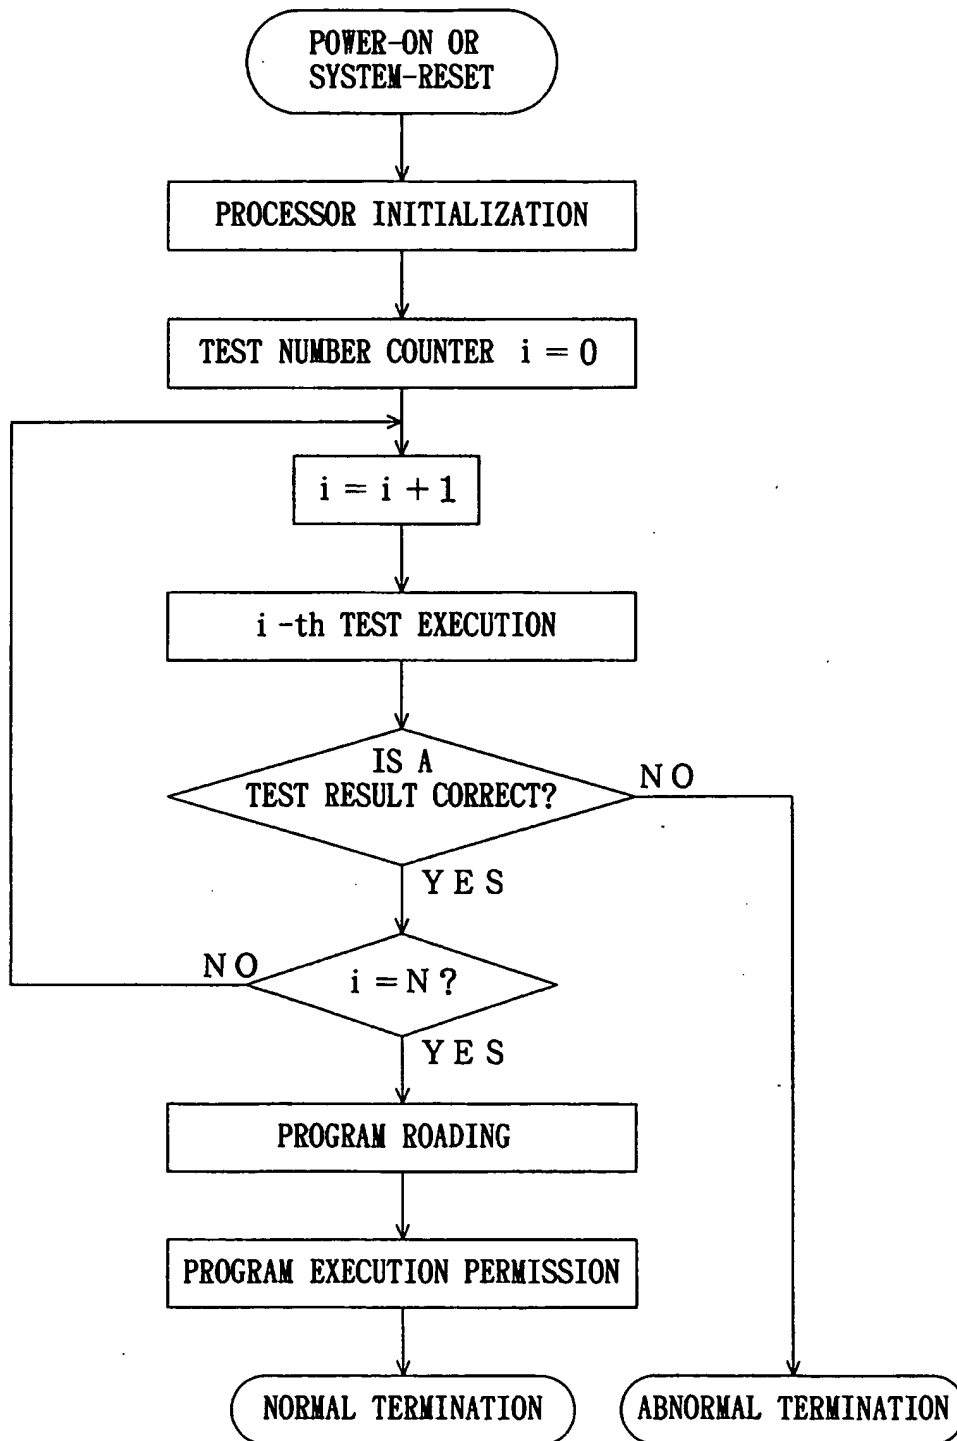 POWER-ON OR
SYSTEM-RESET
PROCESSOR INITIALIZATION
TEST NUMBER COUNTER i = 0
i = i + 1
i -th TEST EXECUTION
IS A
TEST RESULT CORRECT?
NO
YES
NO
i = N ?
YES
PROGRAM ROADING
PROGRAM EXECUTION PERMISSION
NORMAL TERMINATION
ABNORMAL TERMINATION